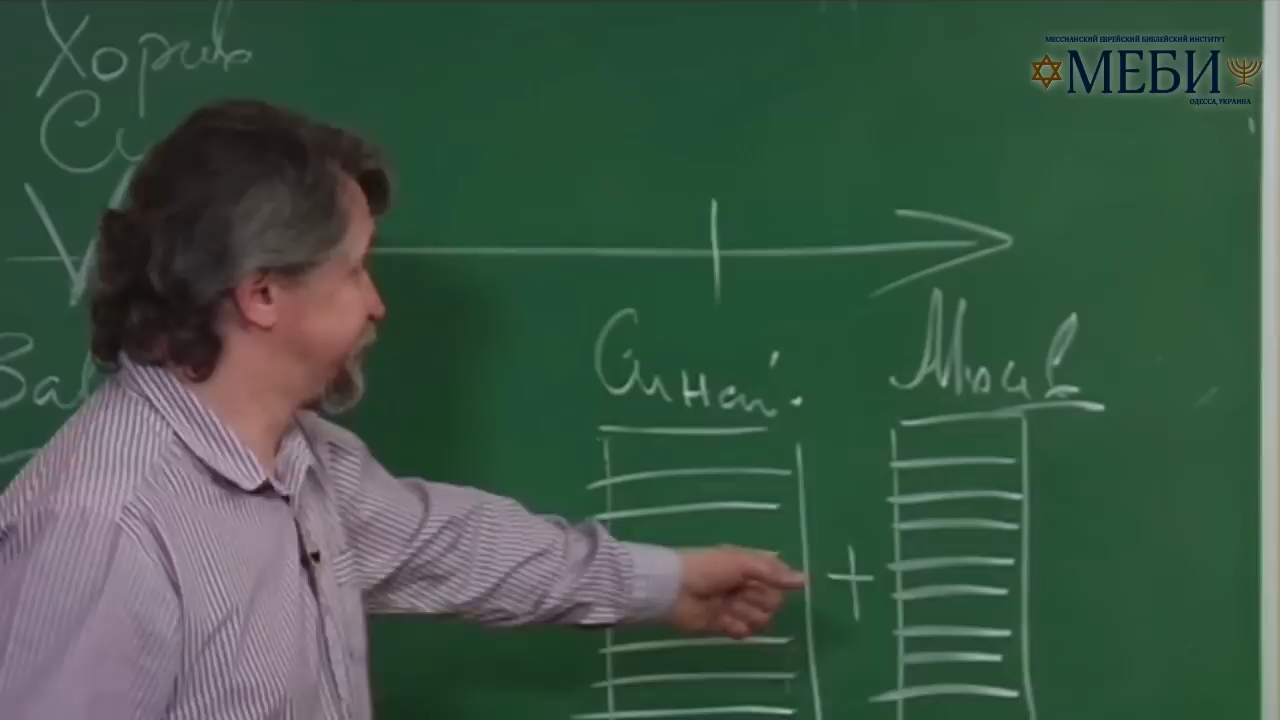 Хорив
МЕССИАНСКИЙ ЕВРЕЙСКИЙ БИБЛЕЙСКИЙ ИНСТИТУТ
МЕБИ
ОДЕССА, УКРАИНА
Синай.
Моав
+